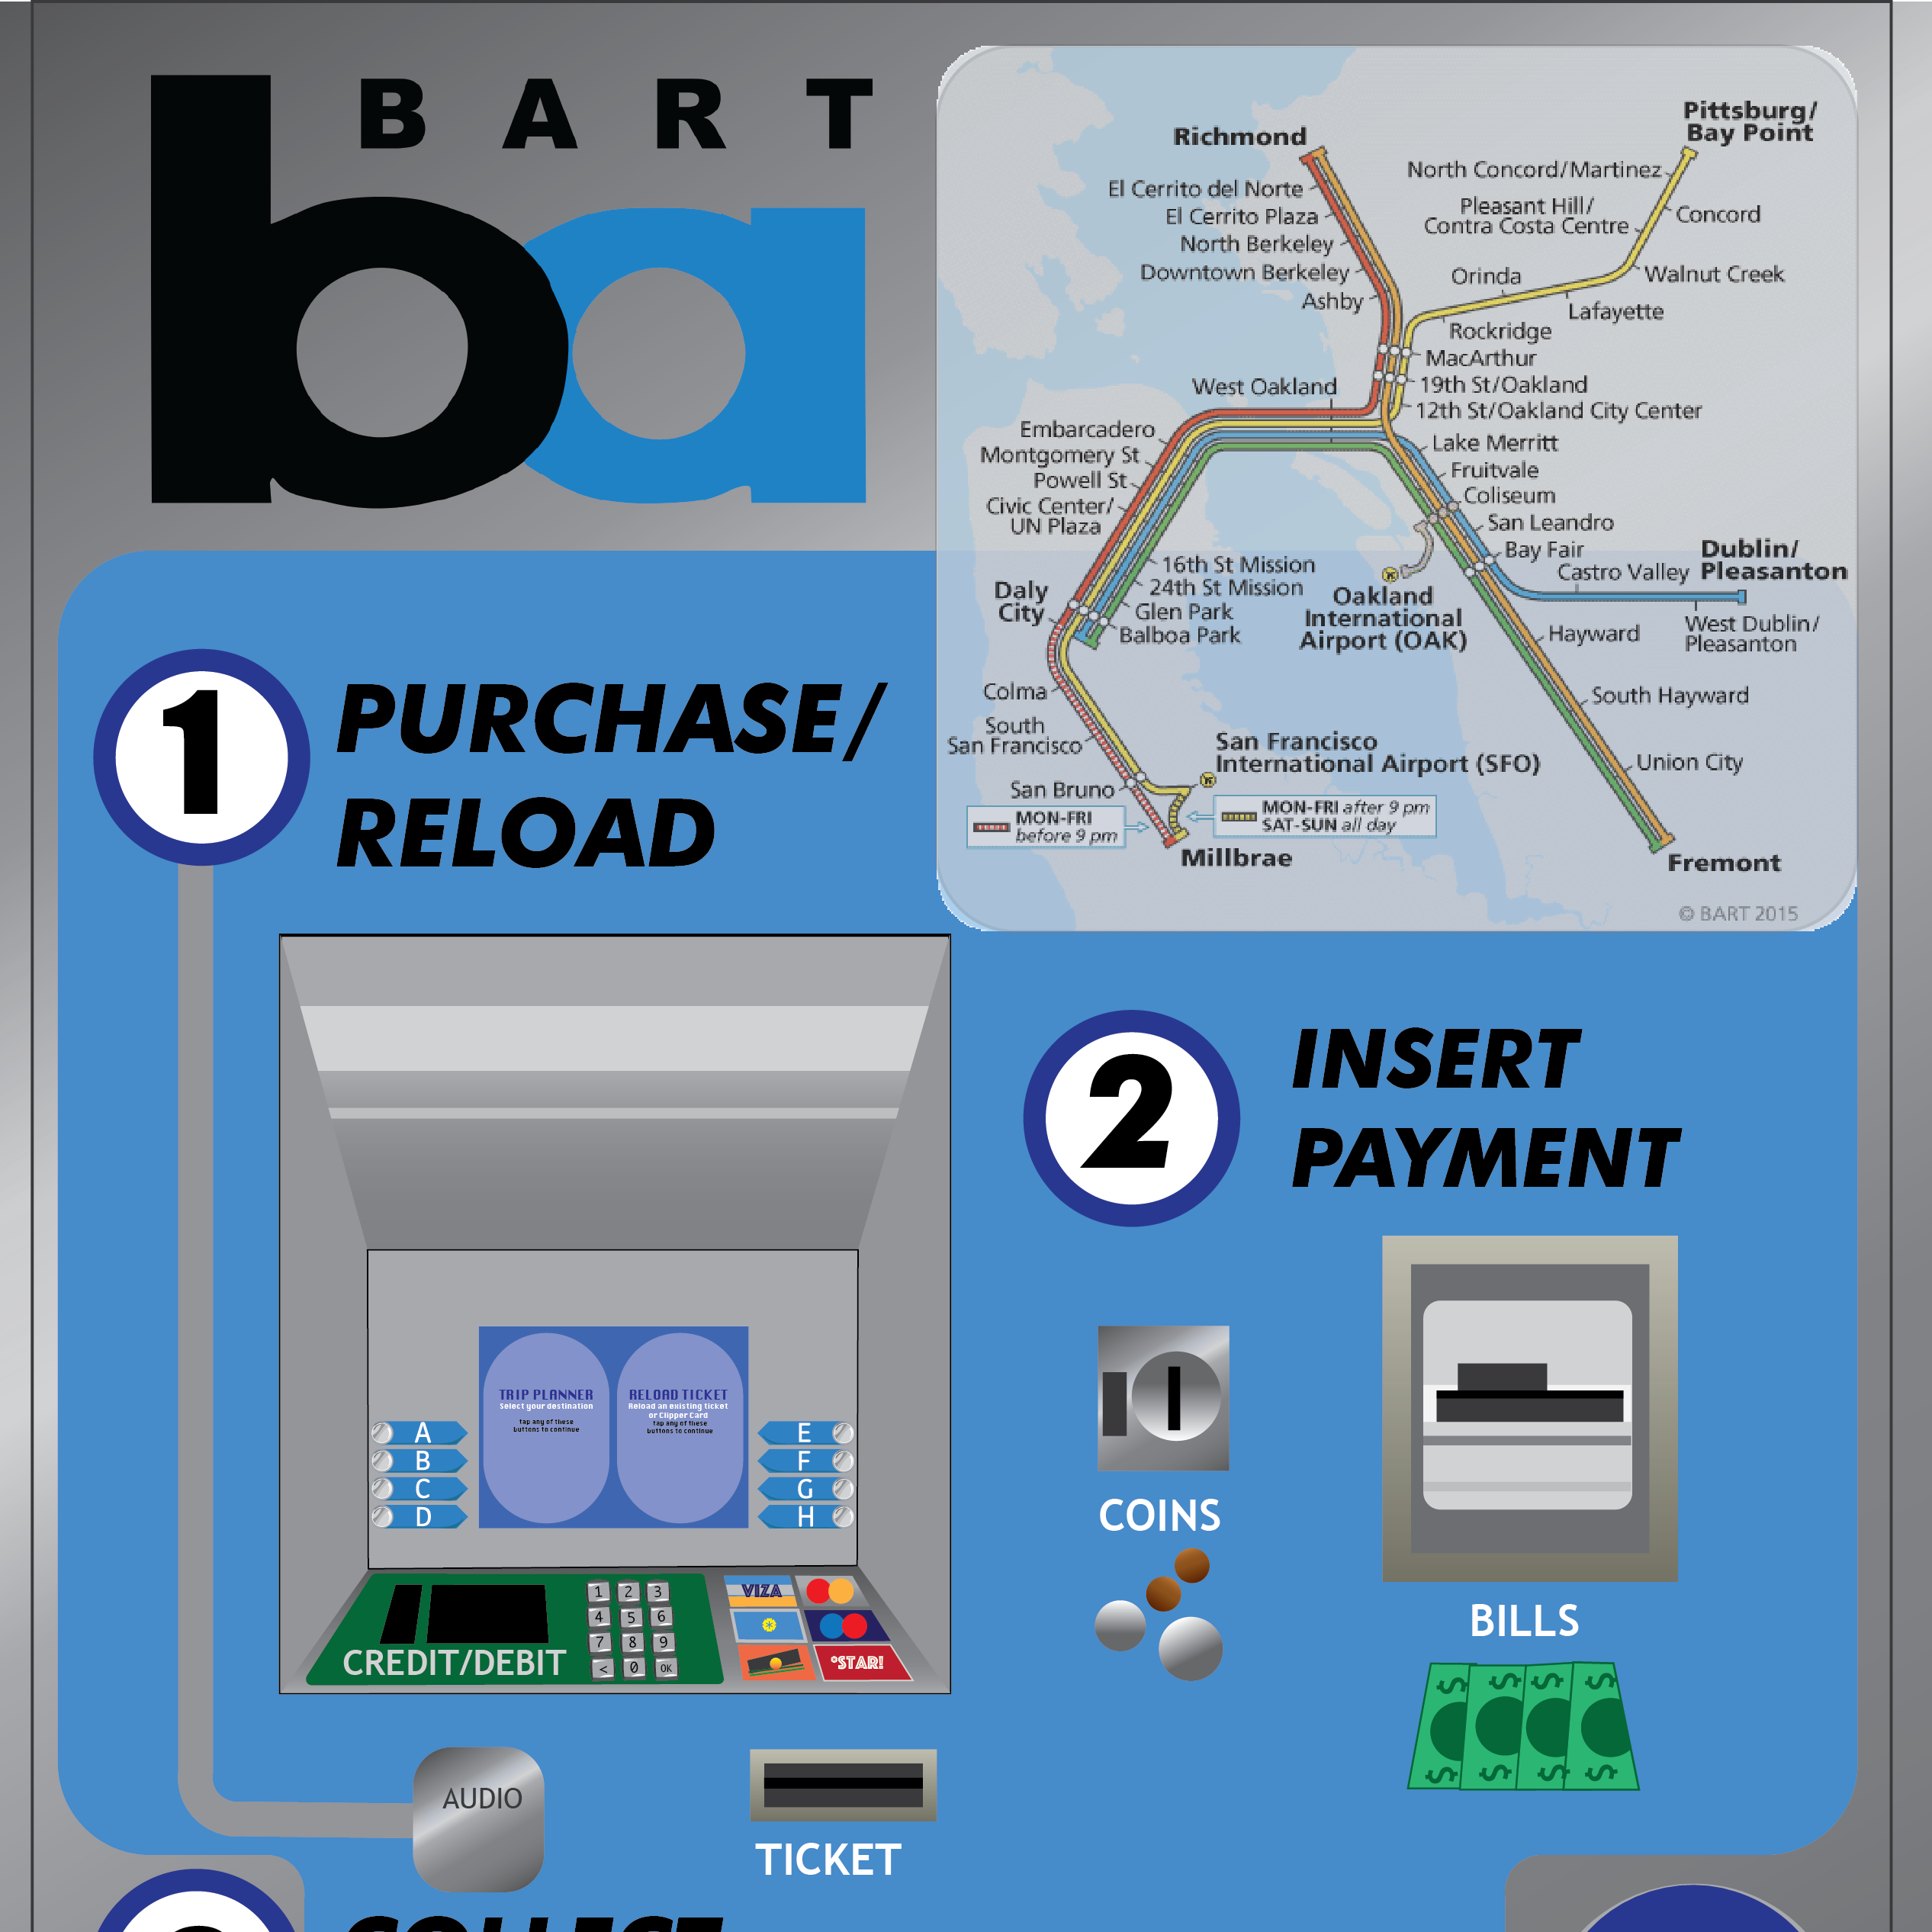 BART
ba
Richmond
El Cerrito del Norte
El Cerrito Plaza
North Berkeley
Downtown Berkeley
Ashby
Pittsburg/
Bay Point
North Concord/Martinez
Pleasant Hill/
Contra Costa Centre
Concord
Walnut Creek
Orinda
Lafayette
Rockridge
MacArthur
19th St/Oakland
12th St/Oakland City Center
West Oakland
Embarcadero
Montgomery St
Powell St
Civic Center/
UN Plaza
16th St Mission
24th St Mission
Glen Park
Balboa Park
Daly
City
Lake Merritt
Fruitvale
Coliseum
San Leandro
Bay Fair
Castro Valley
Dublin/
Pleasanton
West Dublin/
Pleasanton
Oakland
International
Airport (OAK)
Hayward
South Hayward
Union City
Fremont
Colma
South
San Francisco
San Bruno
San Francisco
International Airport (SFO)
MON-FRI
before 9 pm
MON-FRI after 9 pm
SAT-SUN all day
Millbrae
© BART 2015
1
PURCHASE/
RELOAD
TRIP PLANNER
Select your destination
tap any of these
buttons to continue
RELOAD TICKET
Reload an existing ticket
or Clipper Card
tap any of these
buttons to continue
A
B
C
D
E
F
G
H
CREDIT/DEBIT
1 2 3
4 5 6
7 8 9
< 0 OK
VIZA
*STAR!
AUDIO
TICKET
2
INSERT
PAYMENT
COINS
BILLS
$ $ $ $
$ $ $ $
COLLECT